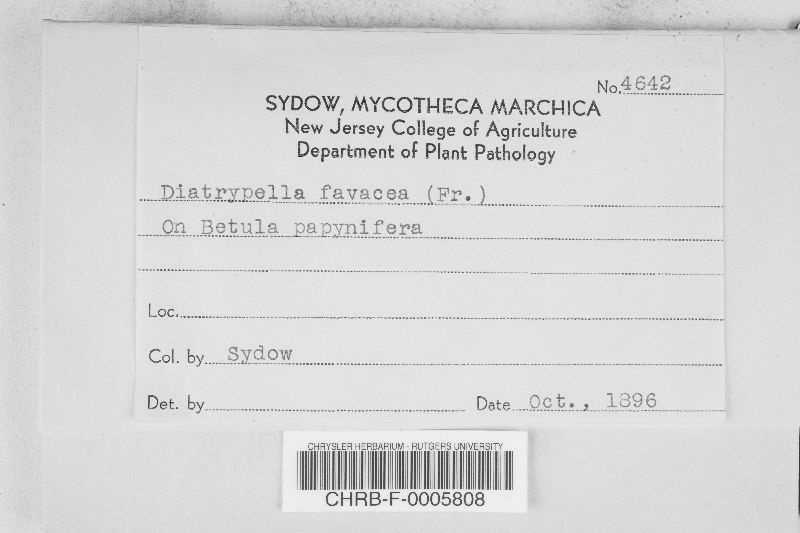 No. 4642
SYDOW, MYCOTHECA MARCHICA
New Jersey College of Agriculture
Department of Plant Pathology
Diatrypella favacea (Fr.)
On Betula papynifera
Loc.
Col. by Sydow
Det. by Date Oct., 1896
CHRYSLER HERBARIUM - RUTGERS UNIVERSITY
CHRB-F-0005808